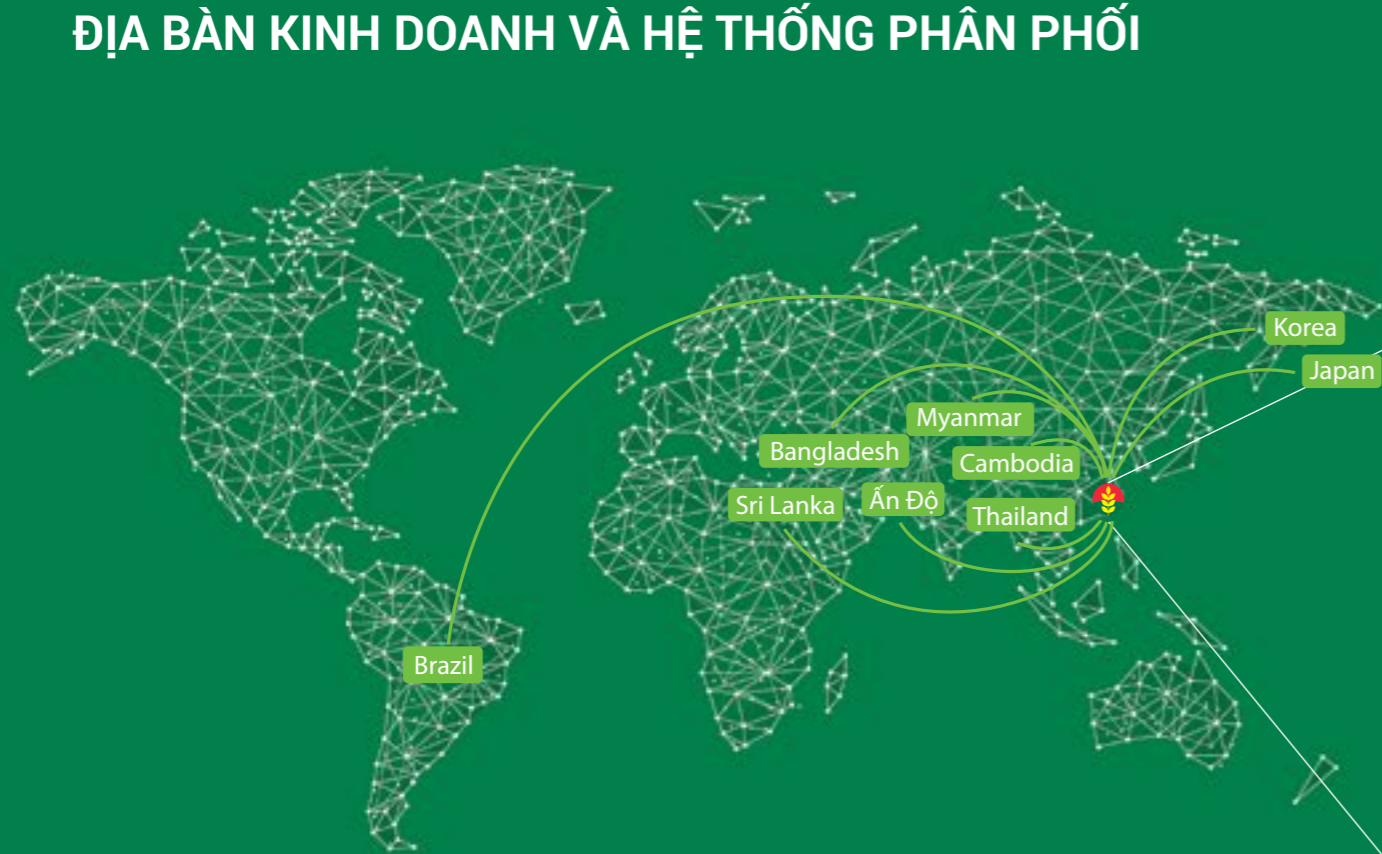 ĐỊA BÀN KINH DOANH VÀ HỆ THỐNG PHÂN PHỐI
Korea
Japan
Myanmar
Bangladesh
Cambodia
Sri Lanka
Ấn Độ
Thailand
Brazil